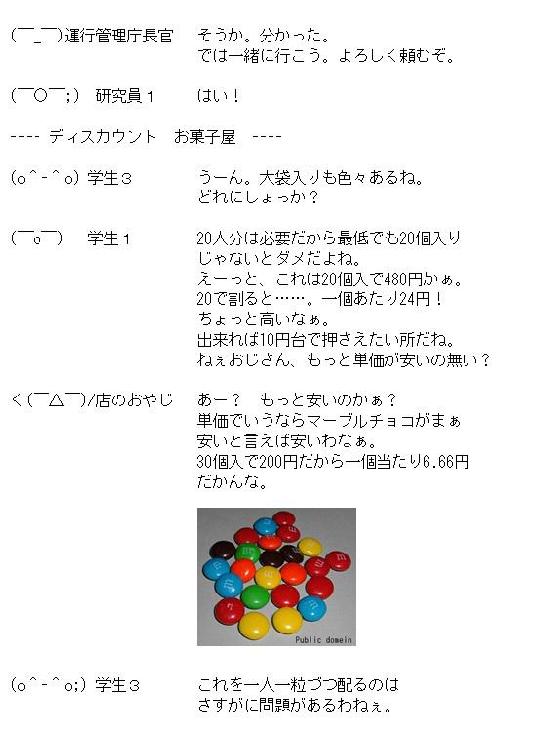 (￣_￣)運行管理庁長官　そうか。分かった。
では一緒に行こう。よろしく頼むぞ。
(￣○￣;)　研究員１　はい！
---- ディスカウント　お菓子屋　----
(o＾-＾o) 学生３　うーん。大袋入りも色々あるね。
どれにしょっか？
(￣o￣)　学生１　20人分は必要だから最低でも20個入り
じゃないとダメだよね。
えーっと、これは20個入で480円かぁ。
20で割ると……。一個あたり24円！
ちょっと高いなぁ。
出来れば10円台で押さえたい所だね。
ねぇおじさん、もっと単価が安いの無い？
く(￣△￣)/店のおやじ　あー？　もっと安いのかぁ？
単価でいうならマーブルチョコがまぁ
安いと言えば安いわなぁ。
30個入で200円だから一個当たり6.66円
だかんな。
Public domain
(o＾-＾o;) 学生３　これを一人一粒づつ配るのは
さすがに問題があるわねぇ。